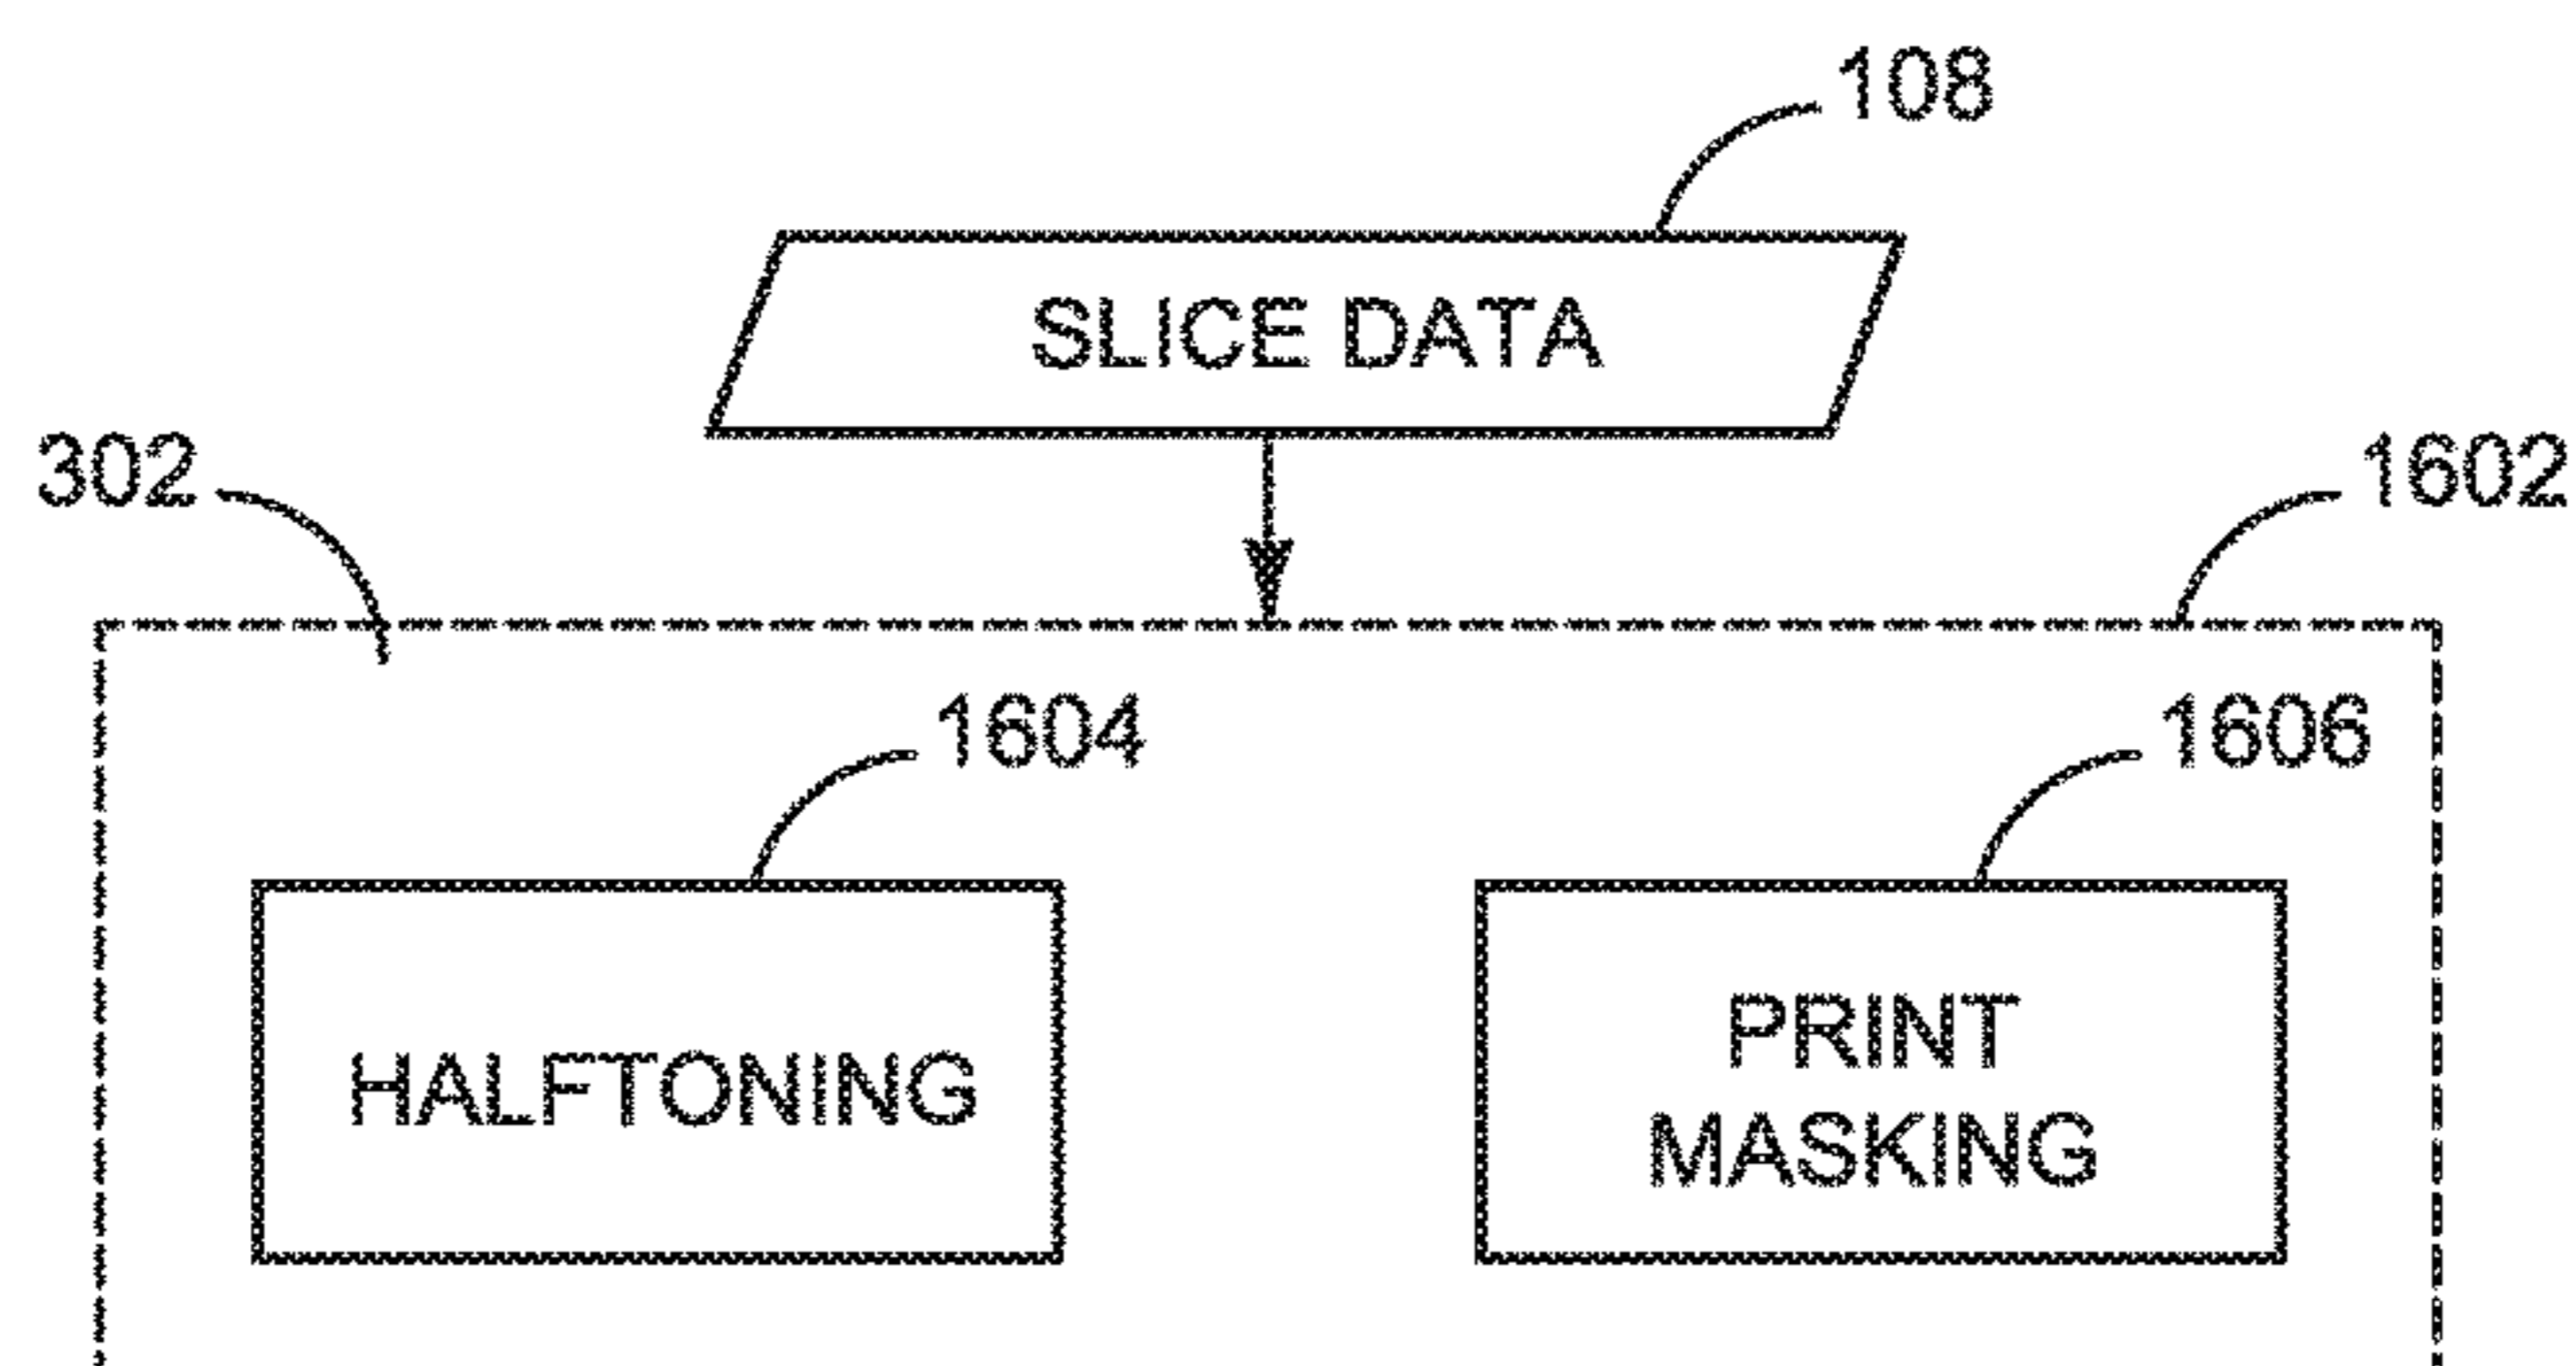 108
SLICE DATA
302
1602
1604
1606
HALFTONING
PRINT
MASKING